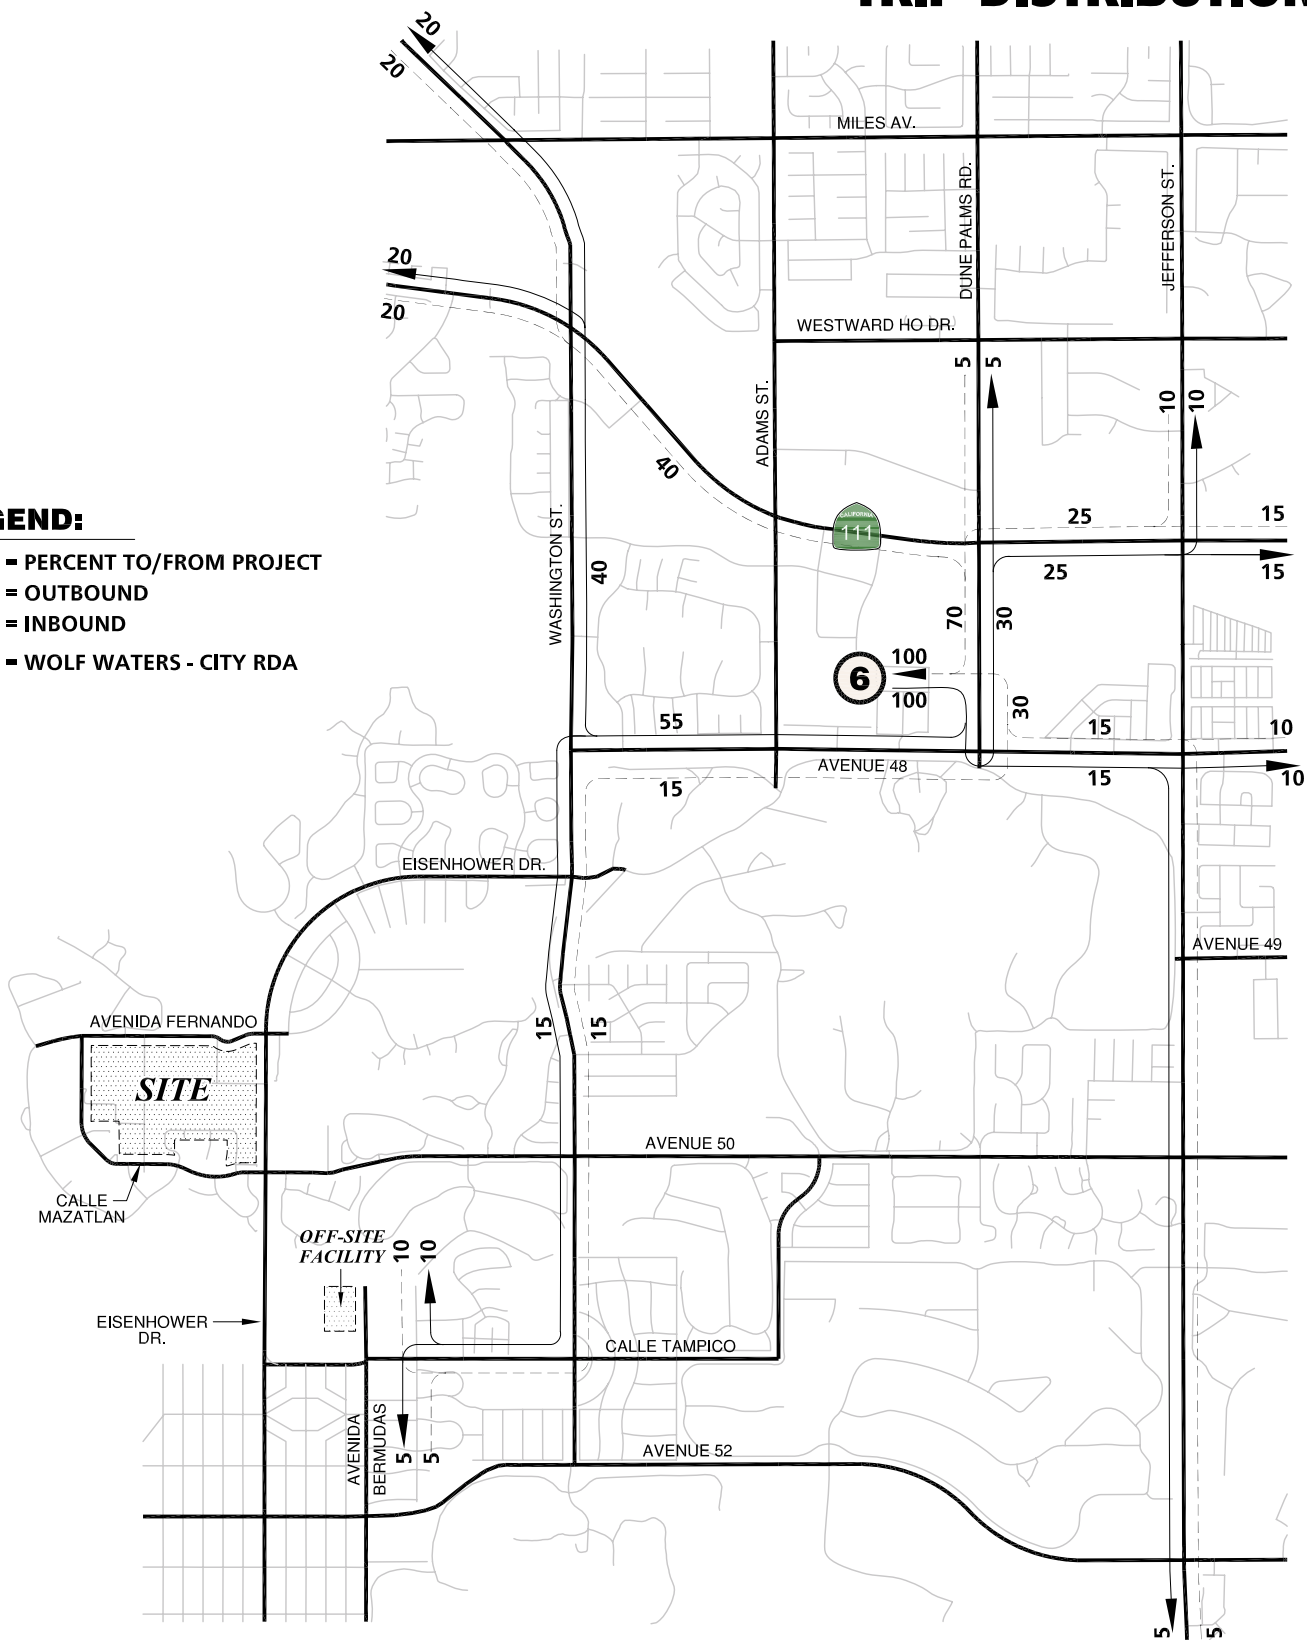 TRIP DISTRIBUTION
20
20
MILES AV.
DUNE PALMS RD.
JEFFERSON ST.
20
20
WESTWARD HO DR.
5
5
ADAMS ST.
10
10
40
CALIFORNIA
111
25
15
25
15
GEND:
= PERCENT TO/FROM PROJECT
= OUTBOUND
= INBOUND
= WOLF WATERS - CITY RDA
WASHINGTON ST.
40
70
30
100
6
100
30
55
15
10
AVENUE 48
15
15
10
EISENHOWER DR.
AVENUE 49
AVENIDA FERNANDO
15
15
SITE
AVENUE 50
CALLE
MAZATLAN
OFF-SITE
FACILITY
10
10
EISENHOWER
DR.
CALLE TAMPICO
AVENIDA
BERMUDAS
5
5
AVENUE 52
5
5